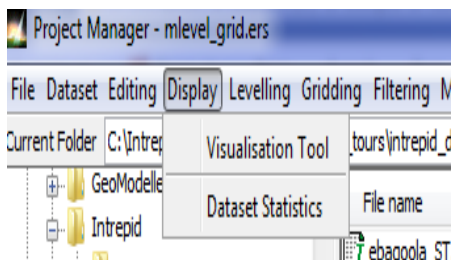 Project Manager - mlevel_grid.ers
File Dataset Editing Display Levelling Gridding Filtering M
Current Folder C:\Intrep _tours\intrepid_d
Visualisation Tool
GeoModelle
Dataset Statistics
File name
Intrepid
ebagoola_ST